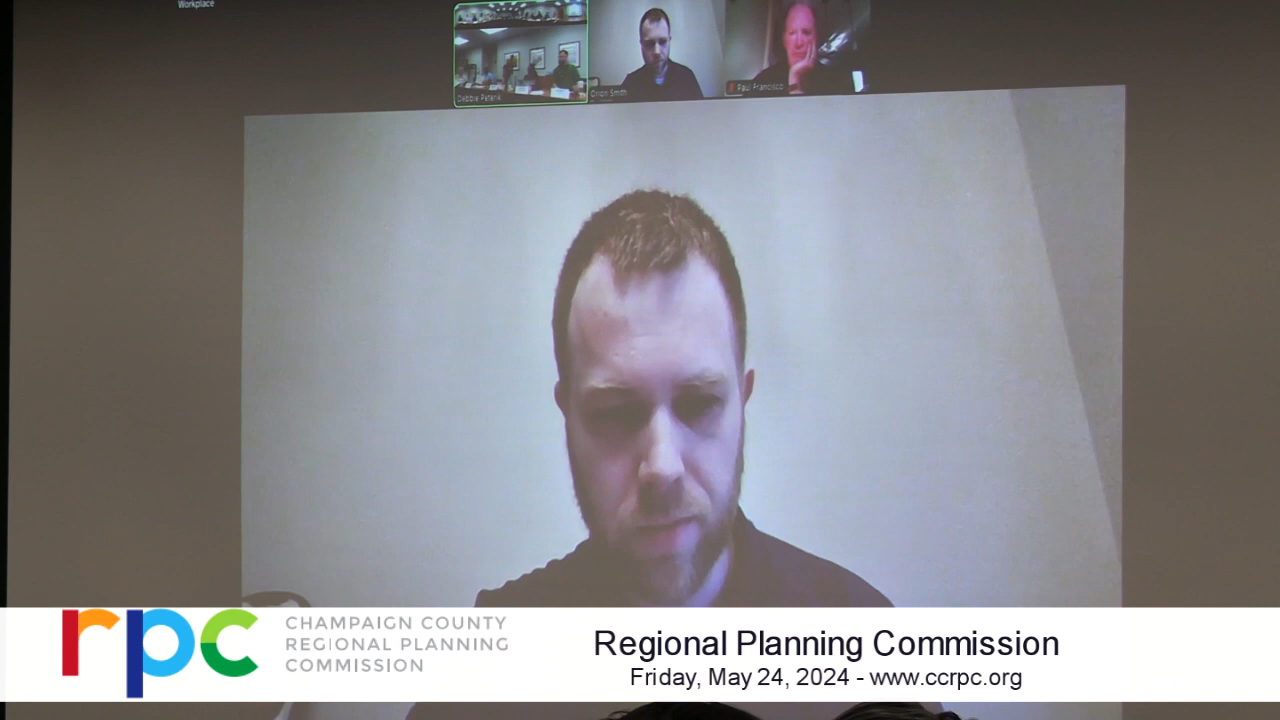 Workplace
Debbie Peterik
Orion Smith
Paul Francisco
rpc
CHAMPAIGN COUNTY
REGIONAL PLANNING
COMMISSION
Regional Planning Commission
Friday, May 24, 2024 - www.ccrpc.org